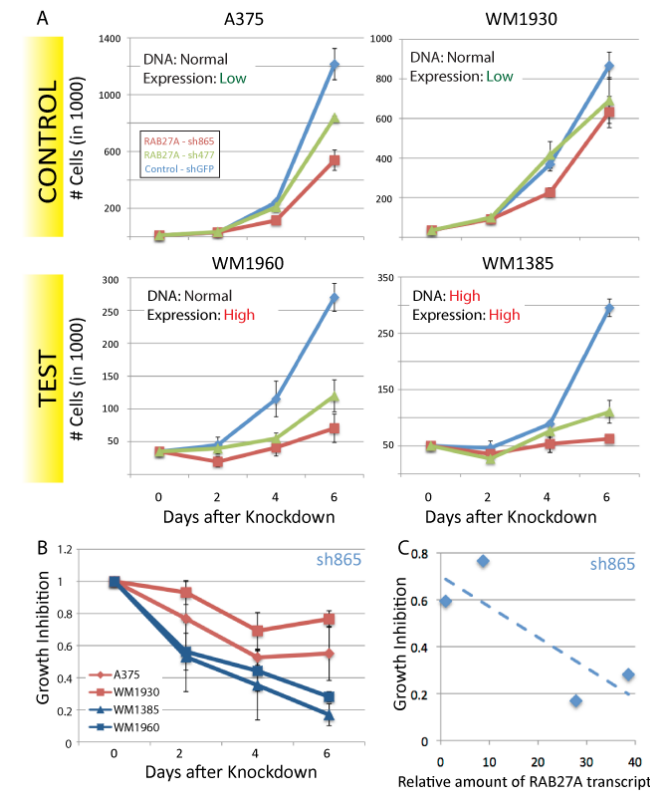 A
A375
WM1930
CONTROL
# Cells (in 1000)
1400
1000
600
200
DNA: Normal
Expression: Low
RAB27A - sh865
RAB27A - sh477
Control - shGFP
1000
800
600
400
200
DNA: Normal
Expression: Low
WM1960
WM1385
TEST
# Cells (in 1000)
300
250
200
150
100
50
DNA: Normal
Expression: High
0 2 4 6
Days after Knockdown
350
250
150
50
DNA: High
Expression: High
0 2 4 6
Days after Knockdown
B
sh865
Growth Inhibition
1.2
1
0.8
0.6
0.4
0.2
0
A375
WM1930
WM1385
WM1960
0 2 4 6
Days after Knockdown
C
sh865
Growth Inhibition
0.8
0.6
0.4
0.2
0
0 10 20 30 40
Relative amount of RAB27A transcript